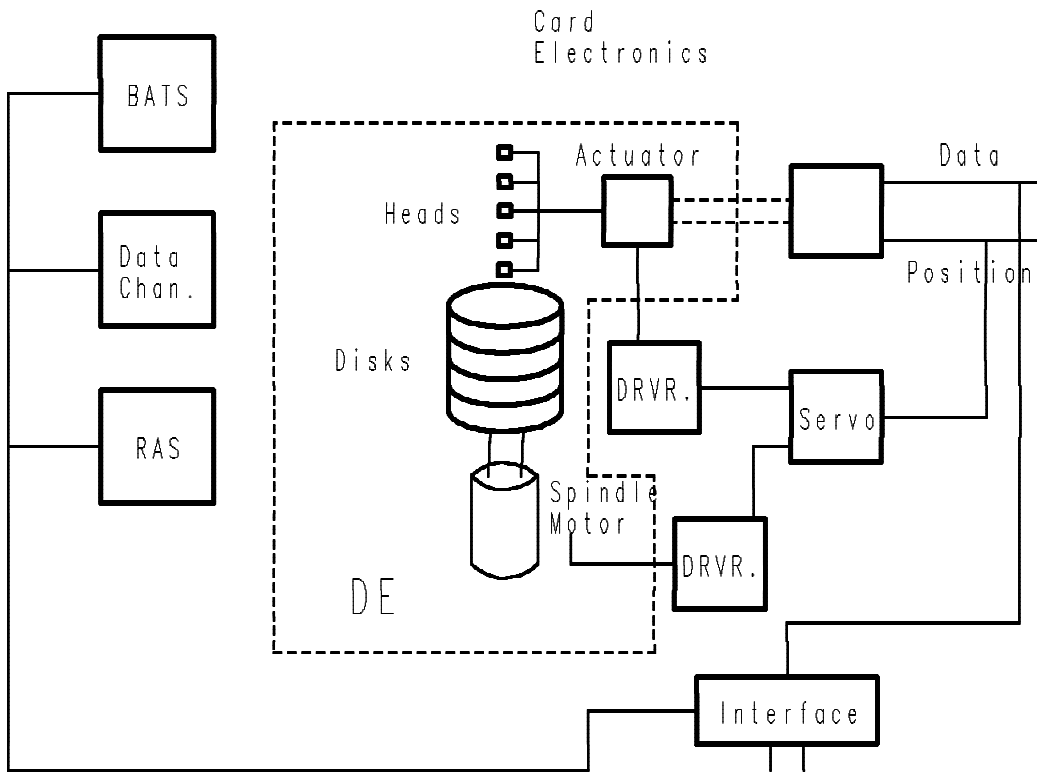 Card
Electronics
BATS
Actuator
Data
Heads
Data
Chan.
Position
Disks
DRVR.
Servo
RAS
Spindle
Motor
DRVR.
DE
Interface